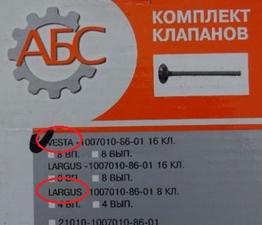 АБС
КОМПЛЕКТ
КЛАПАНОВ
VESTA -1007010-86-01 16 КЛ.
8 ВП. 8 ВЫП.
LARGUS -1007010-86-01 16 КЛ.
8 ВП. 8 ВЫП.
LARGUS -1007010-86-01 8 КЛ.
4 ВП. 4 ВЫП.
21010-1007010-86-01